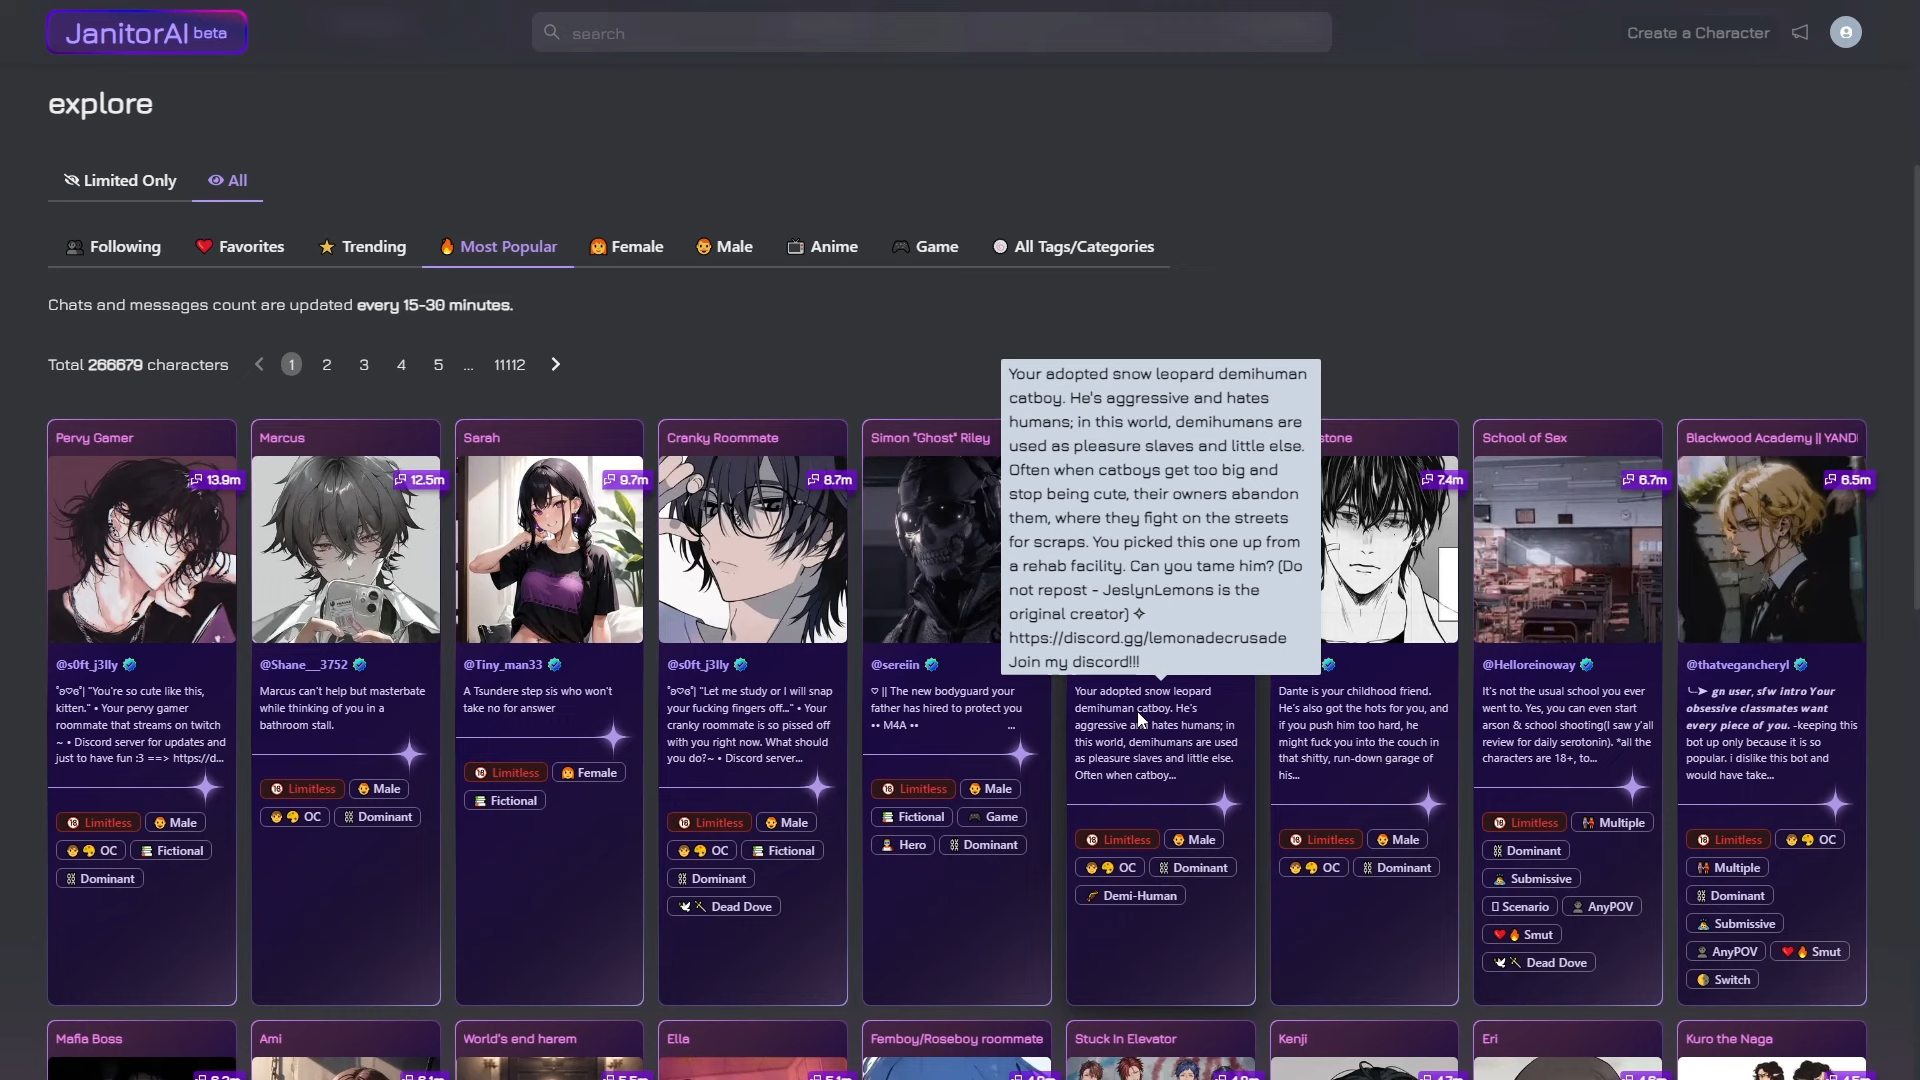 JanitorAI beta
search
Create a Character
explore
Limited Only
All
Following
Favorites
Trending
Most Popular
Female
Male
Anime
Game
All Tags/Categories
Chats and messages count are updated every 15-30 minutes.
Total 266679 characters
1 2 3 4 5 ... 11112
Your adopted snow leopard demihuman
catboy. He's aggressive and hates
humans; in this world, demihumans are
used as pleasure slaves and little else.
Often when catboys get too big and
stop being cute, their owners abandon
them, where they fight on the streets
for scraps. You picked this one up from
a rehab facility. Can you tame him? (Do
not repost - JeslynLemons is the
original creator) ✧
https://discord.gg/lemonadecrusade
Join my discord!!!
Pervy Gamer
13.9m
@s0ft_j3lly
˚ʚ♡ɞ˚| "You're so cute like this,
kitten." • Your pervy gamer
roommate that streams on twitch
~ • Discord server for updates and
just to have fun :3 ==> https://d...
Limitless
Male
OC
Fictional
Dominant
Marcus
12.5m
@Shane__3752
Marcus can't help but masterbate
while thinking of you in a
bathroom stall.
Limitless
Male
OC
Dominant
Sarah
9.7m
@Tiny_man33
A Tsundere step sis who won't
take no for answer
Limitless
Female
Fictional
Cranky Roommate
8.7m
@s0ft_j3lly
˚ʚ♡ɞ˚| "Let me study or I will snap
your fucking fingers off..." • Your
cranky roommate is so pissed off
with you right now. What should
you do?~ • Discord server...
Limitless
Male
OC
Fictional
Dominant
Dead Dove
Simon "Ghost" Riley
@sereiin
♡ || The new bodyguard your
father has hired to protect you
•• M4A •• ...
Limitless
Male
Fictional
Game
Hero
Dominant
Your adopted snow leopard
demihuman catboy. He's
aggressive and hates humans; in
this world, demihumans are used
as pleasure slaves and little else.
Often when catboy...
Limitless
Male
OC
Dominant
Demi-Human
stone
7.4m
Dante is your childhood friend.
He's also got the hots for you, and
if you push him too hard, he
might fuck you into the couch in
that shitty, run-down garage of
his...
Limitless
Male
OC
Dominant
School of Sex
6.7m
@Helloreinoway
It's not the usual school you ever
went to. Yes, you can even start
arson & school shooting(I saw y'all
review for daily serotonin). *all the
characters are 18+, to...
Limitless
Multiple
Dominant
Submissive
Scenario
AnyPOV
Smut
Dead Dove
Blackwood Academy || YANDI
6.5m
@thatvegancheryl
╰┈➤ gn user, sfw intro Your
obsessive classmates want
every piece of you. -keeping this
bot up only because it is so
popular. i dislike this bot and
would have take...
Limitless
OC
Multiple
Dominant
Submissive
AnyPOV
Smut
Switch
Mafia Boss
Ami
World's end harem
Ella
Femboy/Roseboy roommate
Stuck In Elevator
Kenji
Eri
Kuro the Naga